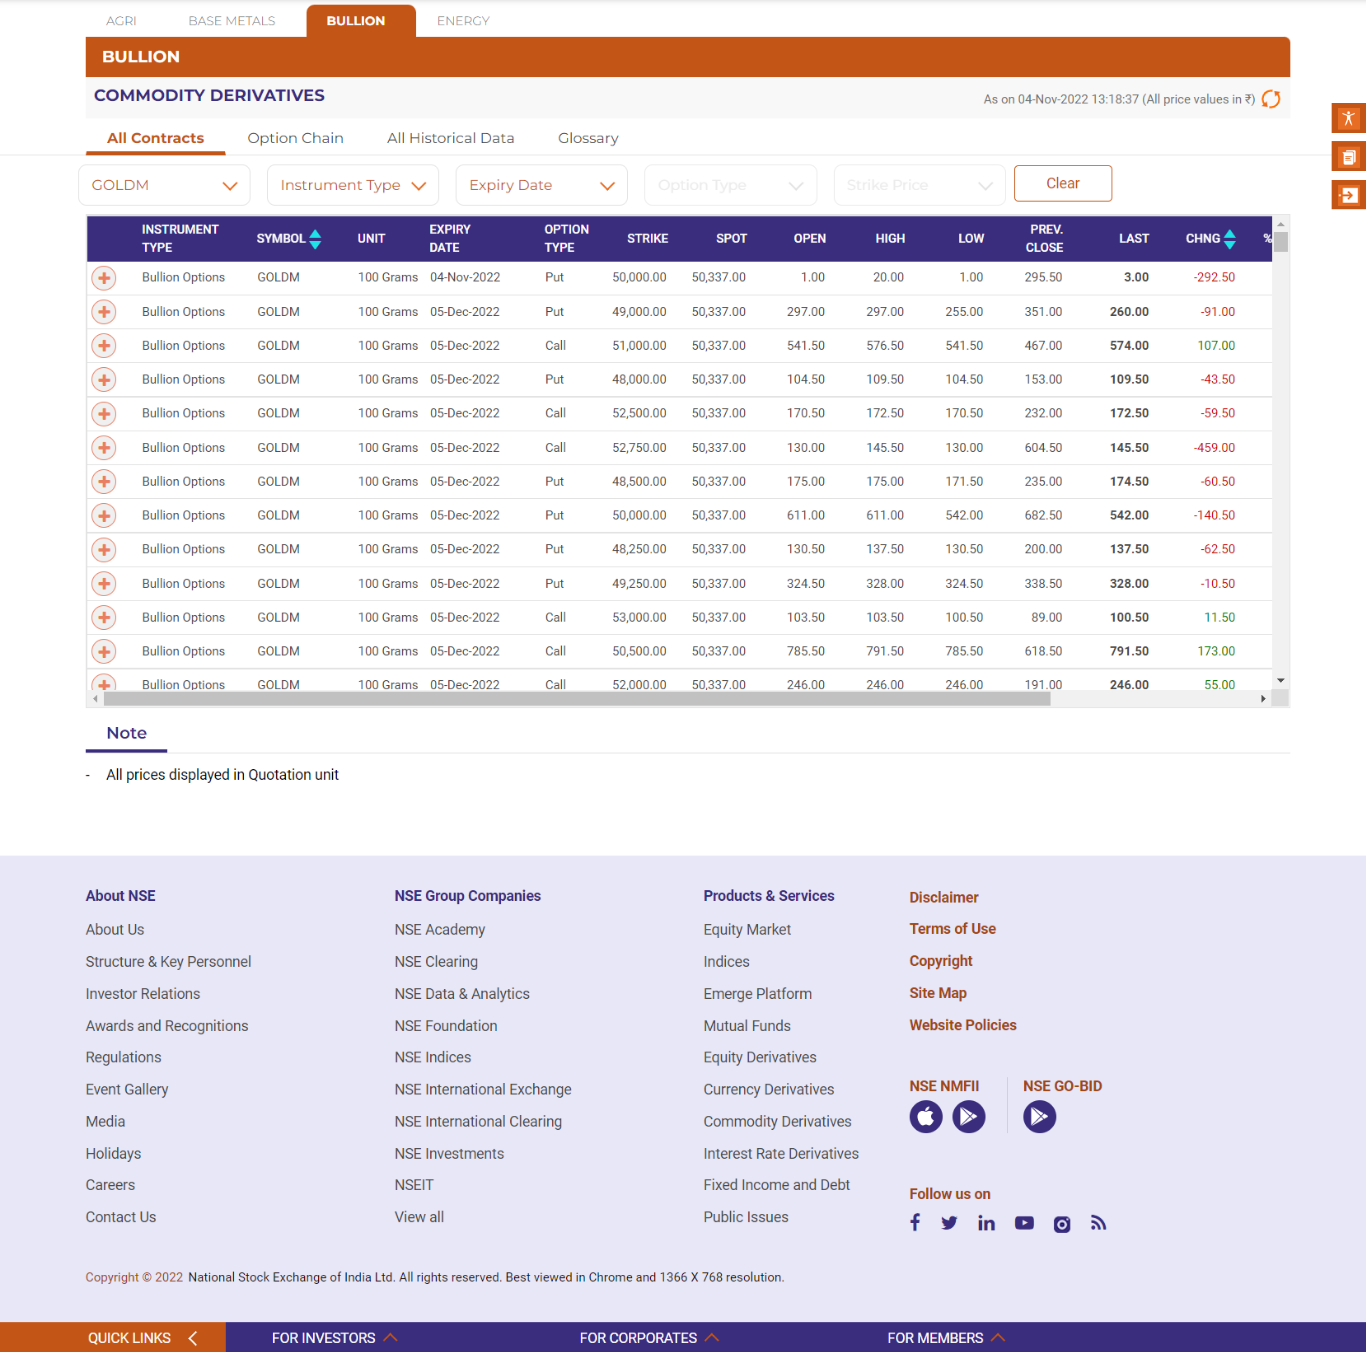 AGRI BASE METALS BULLION ENERGY
BULLION
COMMODITY DERIVATIVES
As on 04-Nov-2022 13:18:37 (All price values in ₹)
All Contracts Option Chain All Historical Data Glossary
GOLDM Instrument Type Expiry Date Option Type Strike Price Clear
INSTRUMENT TYPE SYMBOL UNIT EXPIRY DATE OPTION TYPE STRIKE SPOT OPEN HIGH LOW PREV. CLOSE LAST CHNG %
Bullion Options GOLDM 100 Grams 04-Nov-2022 Put 50,000.00 50,337.00 1.00 20.00 1.00 295.50 3.00 -292.50
Bullion Options GOLDM 100 Grams 05-Dec-2022 Put 49,000.00 50,337.00 297.00 297.00 255.00 351.00 260.00 -91.00
Bullion Options GOLDM 100 Grams 05-Dec-2022 Call 51,000.00 50,337.00 541.50 576.50 541.50 467.00 574.00 107.00
Bullion Options GOLDM 100 Grams 05-Dec-2022 Put 48,000.00 50,337.00 104.50 109.50 104.50 153.00 109.50 -43.50
Bullion Options GOLDM 100 Grams 05-Dec-2022 Call 52,500.00 50,337.00 170.50 172.50 170.50 232.00 172.50 -59.50
Bullion Options GOLDM 100 Grams 05-Dec-2022 Call 52,750.00 50,337.00 130.00 145.50 130.00 604.50 145.50 -459.00
Bullion Options GOLDM 100 Grams 05-Dec-2022 Put 48,500.00 50,337.00 175.00 175.00 171.50 235.00 174.50 -60.50
Bullion Options GOLDM 100 Grams 05-Dec-2022 Put 50,000.00 50,337.00 611.00 611.00 542.00 682.50 542.00 -140.50
Bullion Options GOLDM 100 Grams 05-Dec-2022 Put 48,250.00 50,337.00 130.50 137.50 130.50 200.00 137.50 -62.50
Bullion Options GOLDM 100 Grams 05-Dec-2022 Put 49,250.00 50,337.00 324.50 328.00 324.50 338.50 328.00 -10.50
Bullion Options GOLDM 100 Grams 05-Dec-2022 Call 53,000.00 50,337.00 103.50 103.50 100.50 89.00 100.50 11.50
Bullion Options GOLDM 100 Grams 05-Dec-2022 Call 50,500.00 50,337.00 785.50 791.50 785.50 618.50 791.50 173.00
Bullion Options GOLDM 100 Grams 05-Dec-2022 Call 52,000.00 50,337.00 246.00 246.00 246.00 191.00 246.00 55.00
Note
- All prices displayed in Quotation unit
About NSE
About Us
Structure & Key Personnel
Investor Relations
Awards and Recognitions
Regulations
Event Gallery
Media
Holidays
Careers
Contact Us
NSE Group Companies
NSE Academy
NSE Clearing
NSE Data & Analytics
NSE Foundation
NSE Indices
NSE International Exchange
NSE International Clearing
NSE Investments
NSEIT
View all
Products & Services
Equity Market
Indices
Emerge Platform
Mutual Funds
Equity Derivatives
Currency Derivatives
Commodity Derivatives
Interest Rate Derivatives
Fixed Income and Debt
Public Issues
Disclaimer
Terms of Use
Copyright
Site Map
Website Policies
NSE NMFII NSE GO-BID
Follow us on
Copyright © 2022 National Stock Exchange of India Ltd. All rights reserved. Best viewed in Chrome and 1366 X 768 resolution.
QUICK LINKS FOR INVESTORS FOR CORPORATES FOR MEMBERS